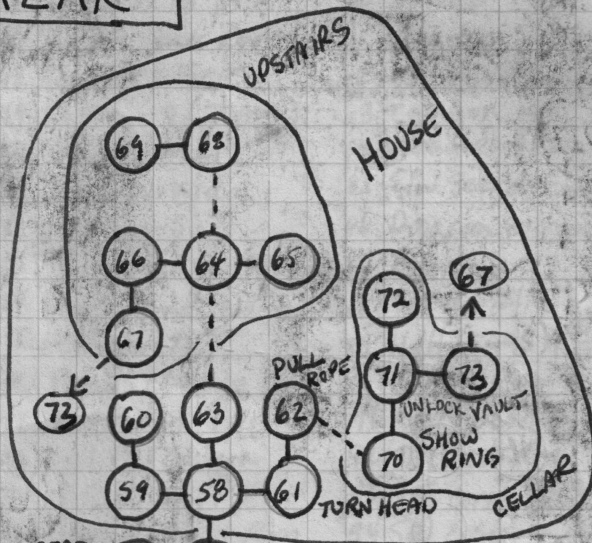 UPSTAIRS
HOUSE
69 68
66 64 65
67
67
72
PULL
ROPE
73 60 63 62
71 73
UNLOCK VAULT
SHOW
RING
70
59 58 61
TURN HEAD
CELLAR